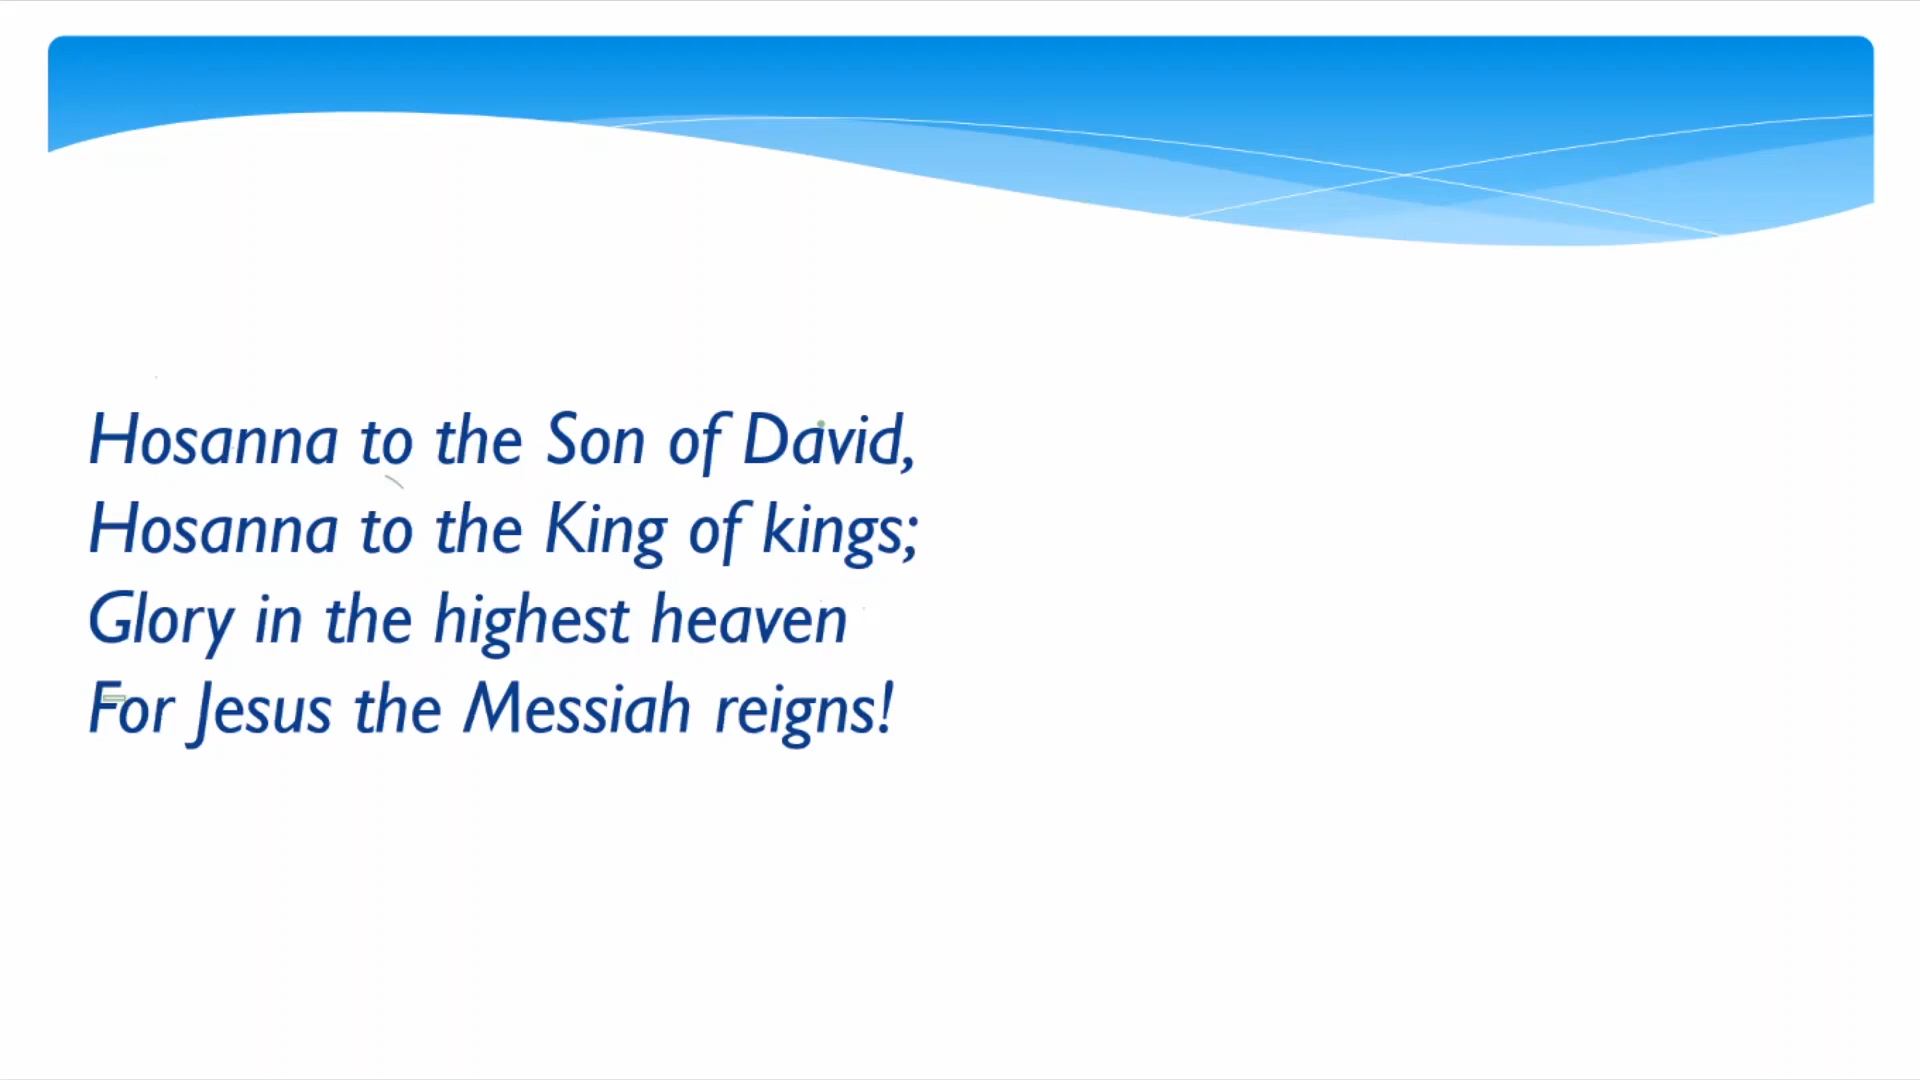 Hosanna to the Son of David,
Hosanna to the King of kings;
Glory in the highest heaven
For Jesus the Messiah reigns!